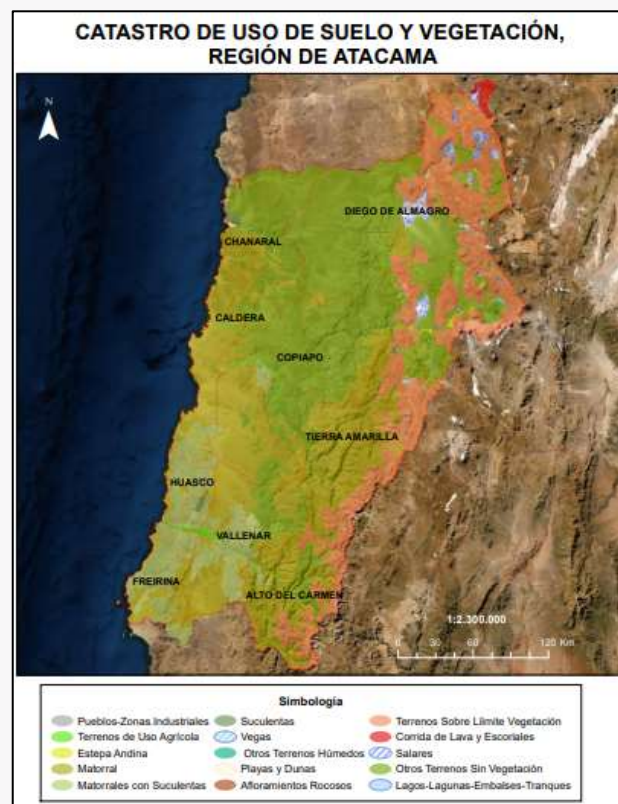 CATASTRO DE USO DE SUELO Y VEGETACIÓN,
REGIÓN DE ATACAMA
N
DIEGO DE ALMAGRO
CHANARAL
CALDERA
COPIAPO
TIERRA AMARILLA
HUASCO
VALLENAR
FREIRINA
ALTO DEL CARMEN
1:2.300.000
0 30 60 120 Km
Simbología
Pueblos-Zonas Industriales
Terrenos de Uso Agrícola
Estepa Andina
Matorral
Matorrales con Suculentas
Suculentas
Vegas
Otros Terrenos Húmedos
Playas y Dunas
Afloramientos Rocosos
Terrenos Sobre Llimite Vegetación
Corrida de Lava y Escoriales
Salares
Otros Terrenos Sin Vegetación
Lagos-Lagunas-Embalses-Tranques